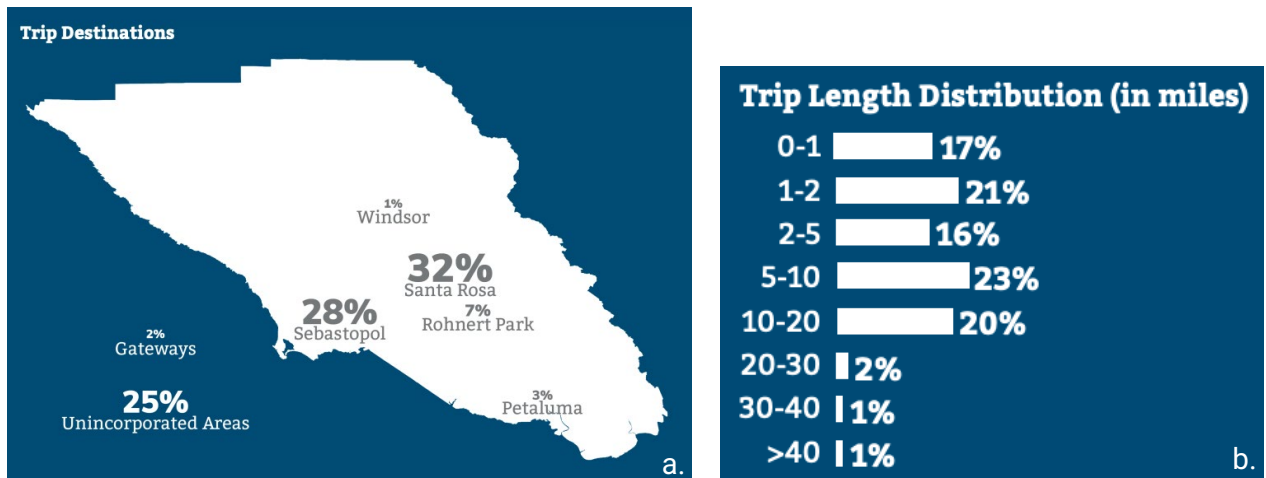 Trip Destinations
1%
Windsor
32%
Santa Rosa
28%
Sebastopol
7%
Rohnert Park
2%
Gateways
3%
Petaluma
25%
Unincorporated Areas
a.
Trip Length Distribution (in miles)
0-1 17%
1-2 21%
2-5 16%
5-10 23%
10-20 20%
20-30 2%
30-40 1%
>40 1%
b.